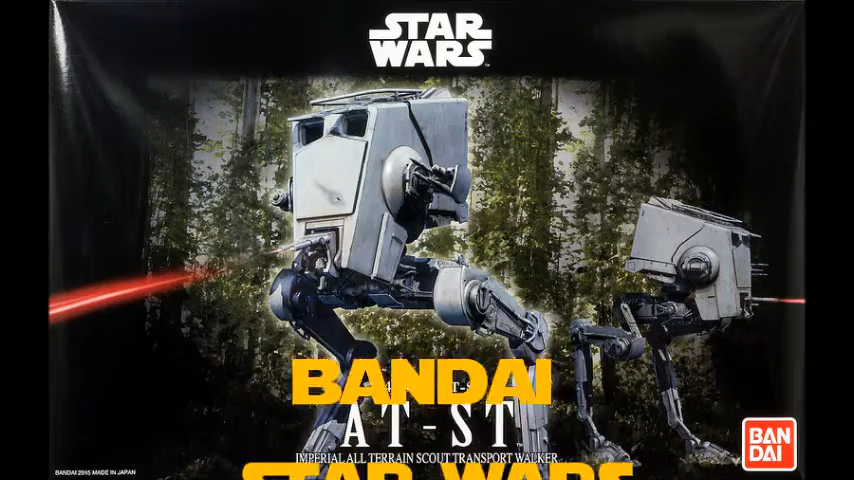 STAR
WARS
BANDAI
AT-ST
IMPERIAL ALL TERRAIN SCOUT TRANSPORT WALKER
STAR WARS
BAN
DAI
BANDAI 2015 MADE IN JAPAN